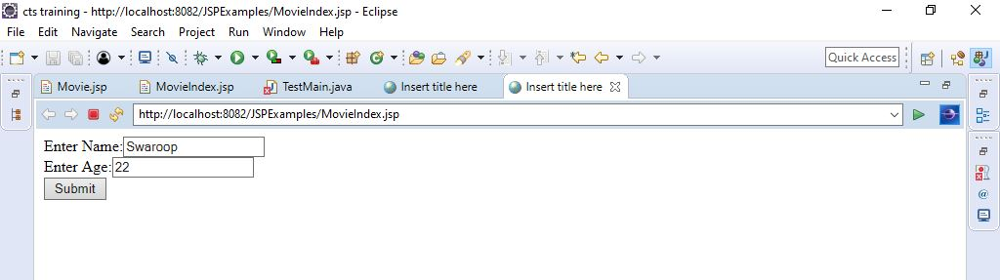 cts training - http://localhost:8082/JSPExamples/MovieIndex.jsp - Eclipse
File Edit Navigate Search Project Run Window Help
Quick Access
Movie.jsp MovieIndex.jsp TestMain.java Insert title here Insert title here
http://localhost:8082/JSPExamples/MovieIndex.jsp
Enter Name: Swaroop
Enter Age: 22
Submit